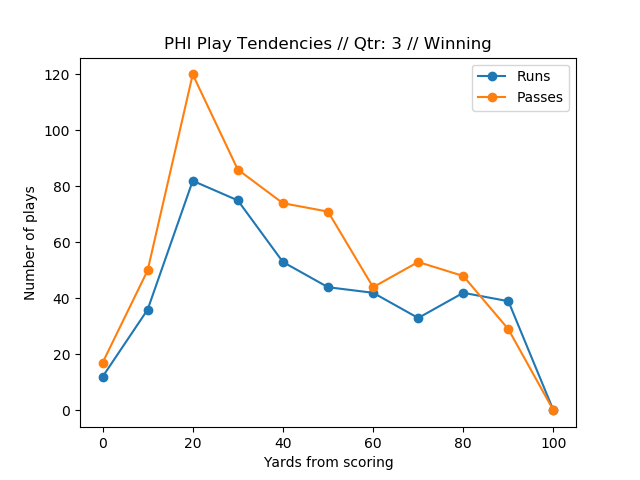 PHI Play Tendencies // Qtr: 3 // Winning
Runs
Passes
120
100
80
60
40
20
0
Number of plays
0 20 40 60 80 100
Yards from scoring